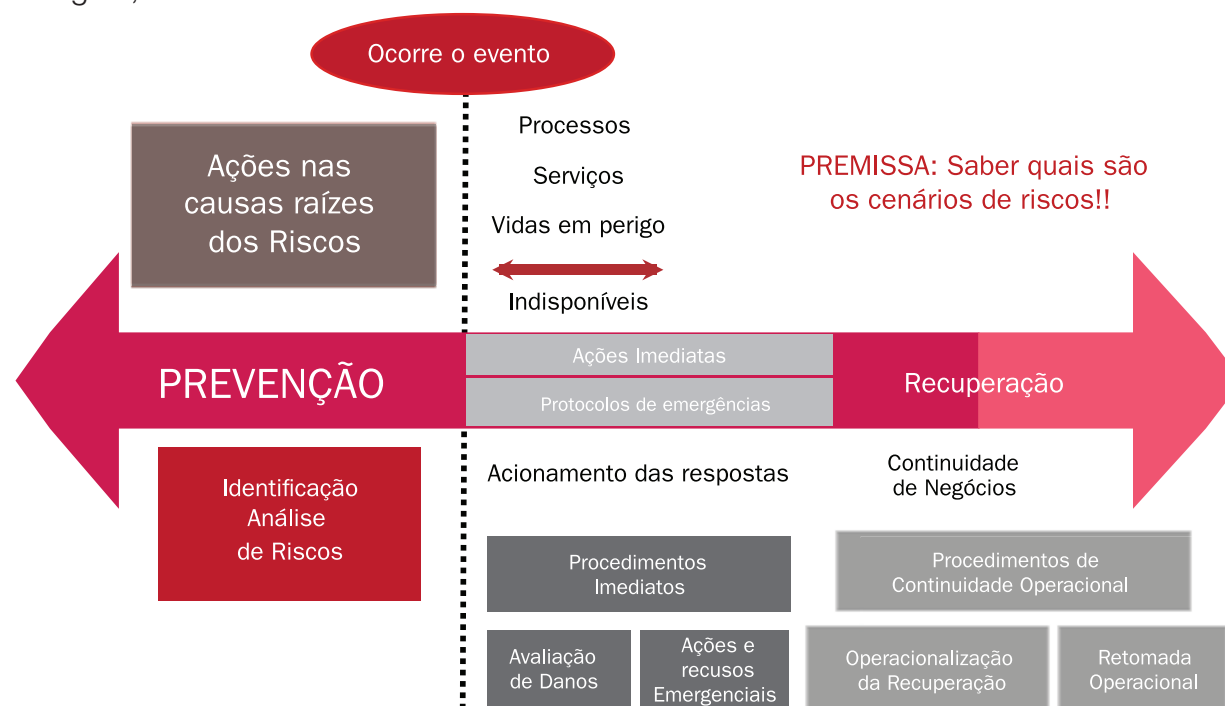 Ocorre o evento
Ações nas
causas raízes
dos Riscos
Processos
Serviços
Vidas em perigo
Indisponíveis
PREMISSA: Saber quais são
os cenários de riscos!!
PREVENÇÃO
Ações Imediatas
Protocolos de emergências
Recuperação
Identificação
Análise
de Riscos
Acionamento das respostas
Continuidade
de Negócios
Procedimentos
Imediatos
Procedimentos de
Continuidade Operacional
Avaliação
de Danos
Ações e
recusos
Emergenciais
Operacionalização
da Recuperação
Retomada
Operacional